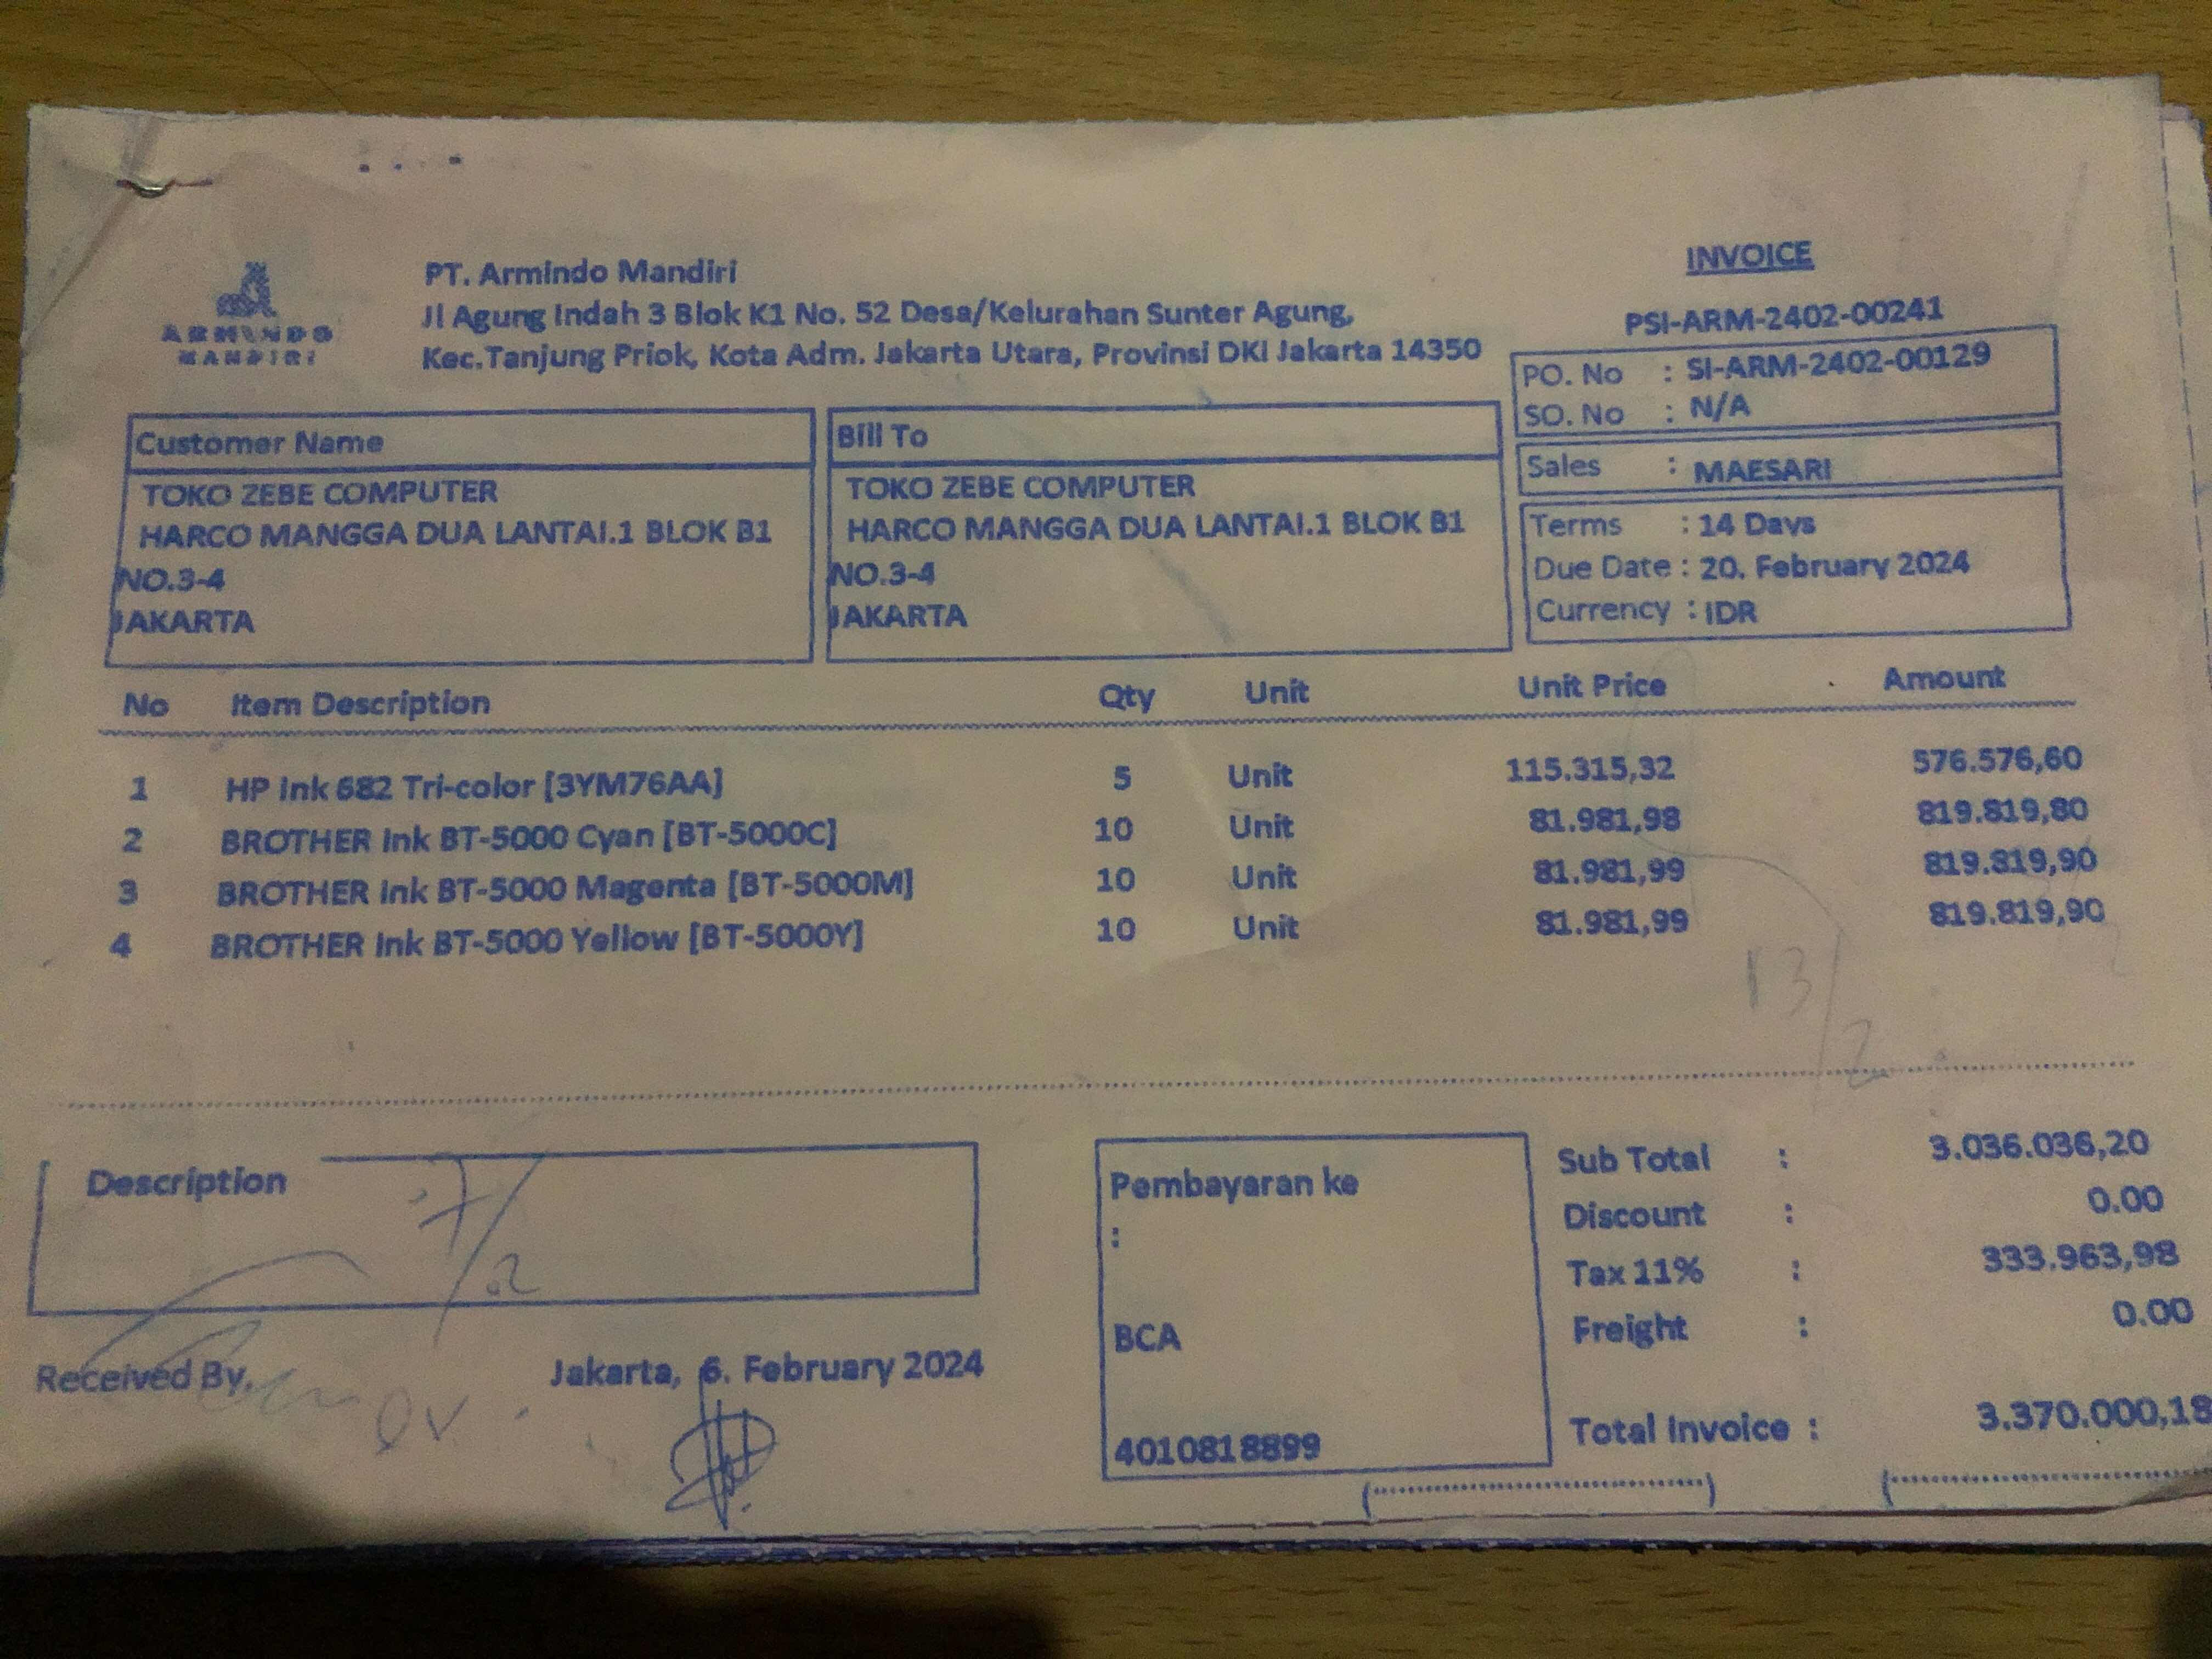 ARMINDO
MANDIRI
PT. Armindo Mandiri
Jl Agung Indah 3 Blok K1 No. 52 Desa/Kelurahan Sunter Agung,
Kec.Tanjung Priok, Kota Adm. Jakarta Utara, Provinsi DKI Jakarta 14350
INVOICE
PSI-ARM-2402-00241
PO. No : SI-ARM-2402-00129
SO. No : N/A
Sales : MAESARI
Terms : 14 Days
Due Date : 20. February 2024
Currency : IDR
Customer Name
TOKO ZEBE COMPUTER
HARCO MANGGA DUA LANTAI.1 BLOK B1
NO.3-4
JAKARTA
Bill To
TOKO ZEBE COMPUTER
HARCO MANGGA DUA LANTAI.1 BLOK B1
NO.3-4
JAKARTA
No Item Description Qty Unit Unit Price Amount
1 HP Ink 682 Tri-color [3YM76AA] 5 Unit 115.315,32 576.576,60
2 BROTHER Ink BT-5000 Cyan [BT-5000C] 10 Unit 81.981,98 819.819,80
3 BROTHER Ink BT-5000 Magenta [BT-5000M] 10 Unit 81.981,99 819.819,90
4 BROTHER Ink BT-5000 Yellow [BT-5000Y] 10 Unit 81.981,99 819.819,90
13/2
Description
7/2
Received By,
Jakarta, 6. February 2024
Pembayaran ke
:
BCA
4010818899
Sub Total : 3.036.036,20
Discount : 0.00
Tax 11% : 333.963,98
Freight : 0.00
Total Invoice : 3.370.000,18